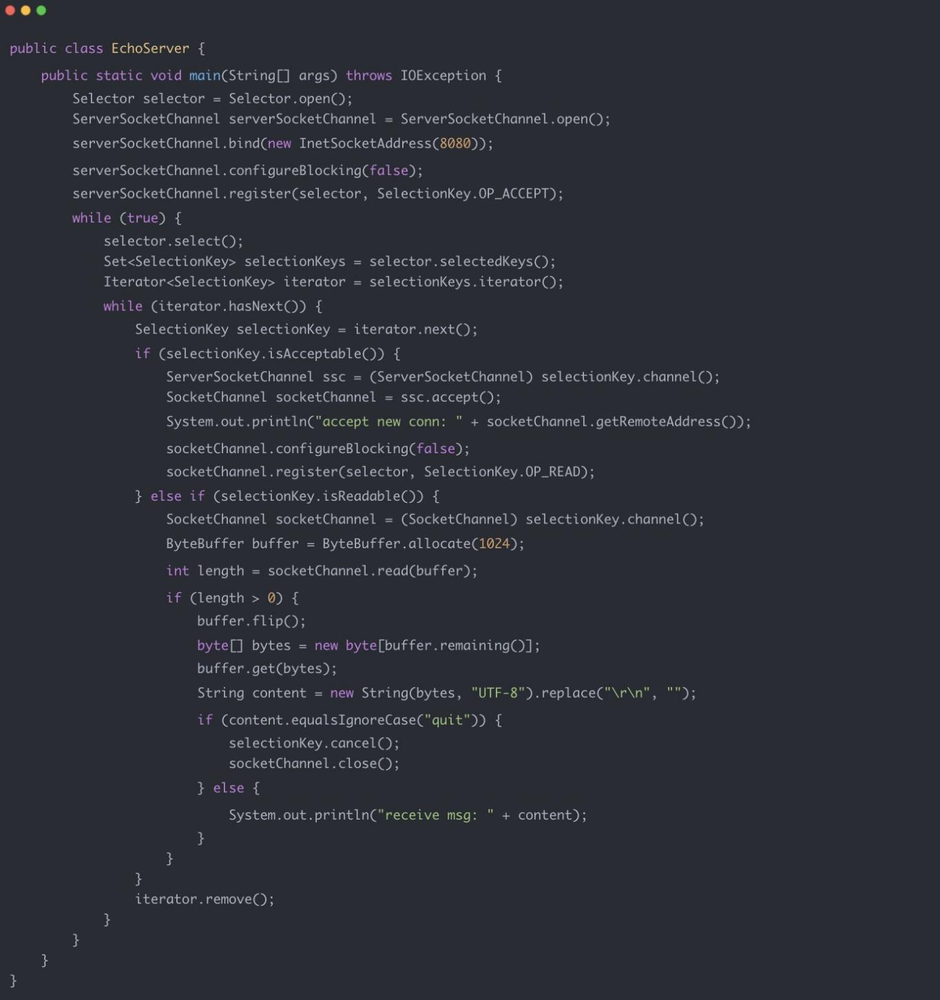 public class EchoServer {
    public static void main(String[] args) throws IOException {
        Selector selector = Selector.open();
        ServerSocketChannel serverSocketChannel = ServerSocketChannel.open();
        serverSocketChannel.bind(new InetSocketAddress(8080));
        serverSocketChannel.configureBlocking(false);
        serverSocketChannel.register(selector, SelectionKey.OP_ACCEPT);
        while (true) {
            selector.select();
            Set<SelectionKey> selectionKeys = selector.selectedKeys();
            Iterator<SelectionKey> iterator = selectionKeys.iterator();
            while (iterator.hasNext()) {
                SelectionKey selectionKey = iterator.next();
                if (selectionKey.isAcceptable()) {
                    ServerSocketChannel ssc = (ServerSocketChannel) selectionKey.channel();
                    SocketChannel socketChannel = ssc.accept();
                    System.out.println("accept new conn: " + socketChannel.getRemoteAddress());
                    socketChannel.configureBlocking(false);
                    socketChannel.register(selector, SelectionKey.OP_READ);
                } else if (selectionKey.isReadable()) {
                    SocketChannel socketChannel = (SocketChannel) selectionKey.channel();
                    ByteBuffer buffer = ByteBuffer.allocate(1024);
                    int length = socketChannel.read(buffer);
                    if (length > 0) {
                        buffer.flip();
                        byte[] bytes = new byte[buffer.remaining()];
                        buffer.get(bytes);
                        String content = new String(bytes, "UTF-8").replace("\r\n", "");
                        if (content.equalsIgnoreCase("quit")) {
                            selectionKey.cancel();
                            socketChannel.close();
                        } else {
                            System.out.println("receive msg: " + content);
                        }
                    }
                }
                iterator.remove();
            }
        }
    }
}